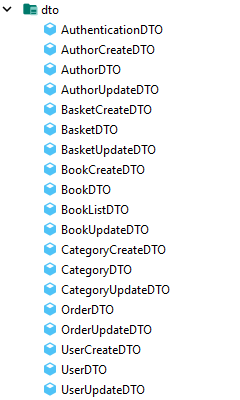 dto
AuthenticationDTO
AuthorCreateDTO
AuthorDTO
AuthorUpdateDTO
BasketCreateDTO
BasketDTO
BasketUpdateDTO
BookCreateDTO
BookDTO
BookListDTO
BookUpdateDTO
CategoryCreateDTO
CategoryDTO
CategoryUpdateDTO
OrderDTO
OrderUpdateDTO
UserCreateDTO
UserDTO
UserUpdateDTO